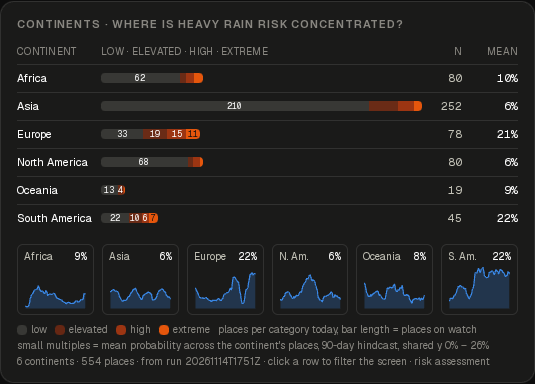 CONTINENTS · WHERE IS HEAVY RAIN RISK CONCENTRATED?
CONTINENT LOW · ELEVATED · HIGH · EXTREME N MEAN
Africa 62 80 10%
Asia 210 252 6%
Europe 33 19 15 11 78 21%
North America 68 80 6%
Oceania 13 4 19 9%
South America 22 10 6 7 45 22%
Africa 9% Asia 6% Europe 22% N. Am. 6% Oceania 8% S. Am. 22%
low elevated high extreme places per category today, bar length = places on watch
small multiples = mean probability across the continent's places, 90-day hindcast, shared y 0% – 26%
6 continents · 554 places · from run 20261114T1751Z · click a row to filter the screen · risk assessment